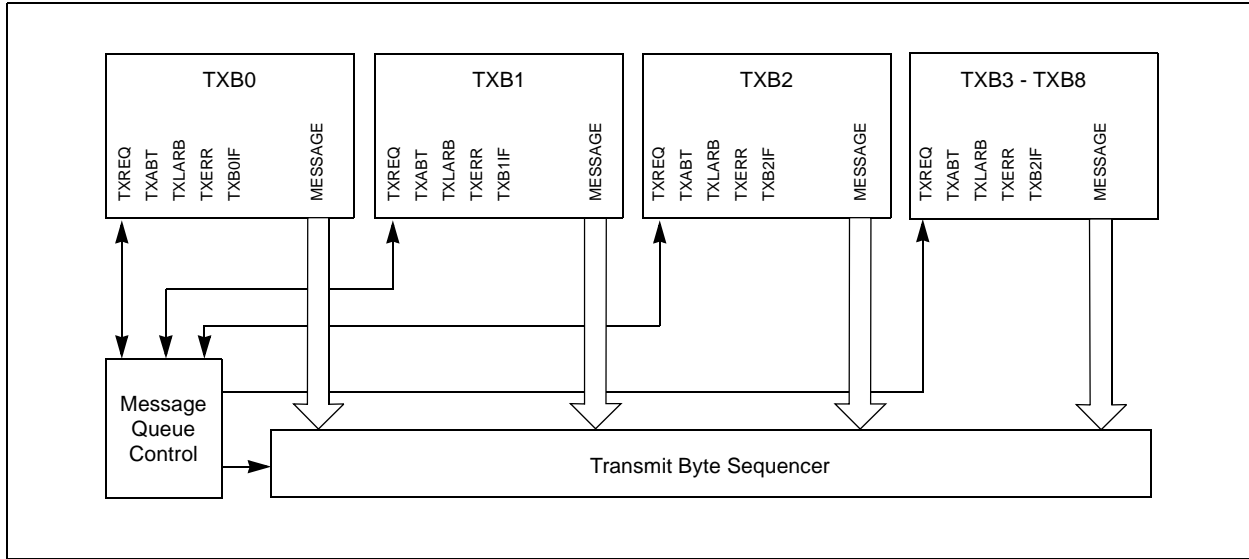 TXB0
TXREQ
TXABT
TXLARB
TXERR
TXB0IF
MESSAGE
TXB1
TXREQ
TXABT
TXLARB
TXERR
TXB1IF
MESSAGE
TXB2
TXREQ
TXABT
TXLARB
TXERR
TXB2IF
MESSAGE
TXB3 - TXB8
TXREQ
TXABT
TXLARB
TXERR
TXB2IF
MESSAGE
Message
Queue
Control
Transmit Byte Sequencer